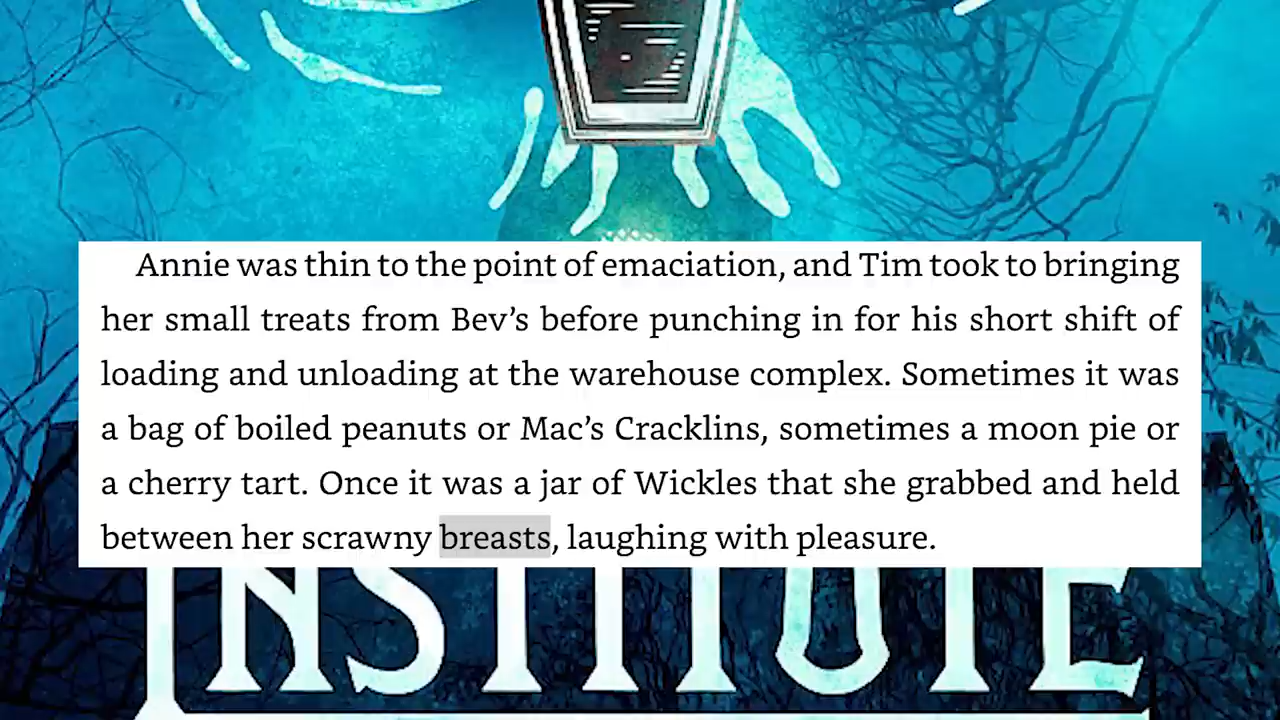 Annie was thin to the point of emaciation, and Tim took to bringing
her small treats from Bev’s before punching in for his short shift of
loading and unloading at the warehouse complex. Sometimes it was
a bag of boiled peanuts or Mac’s Cracklins, sometimes a moon pie or
a cherry tart. Once it was a jar of Wickles that she grabbed and held
between her scrawny breasts, laughing with pleasure.
INSTITUTE